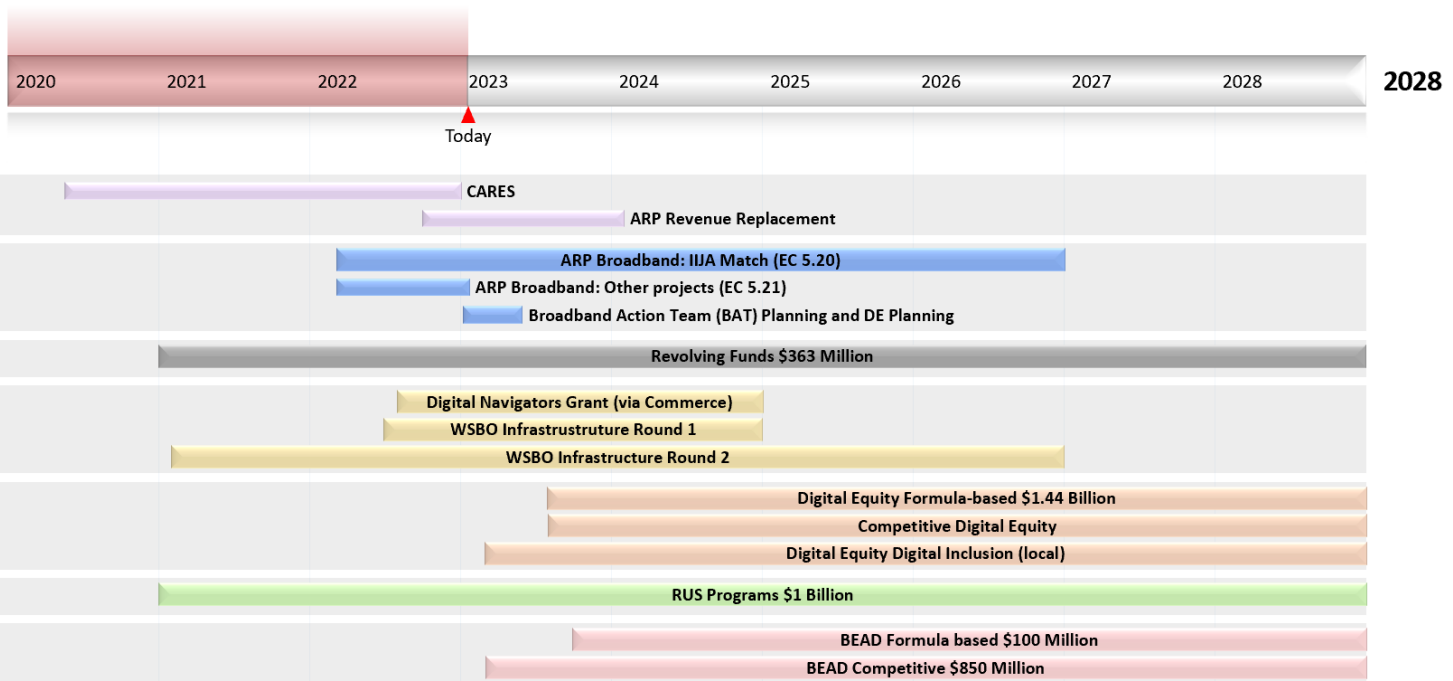 2020 2021 2022 2023 2024 2025 2026 2027 2028 2028
Today
CARES
ARP Revenue Replacement
ARP Broadband: IIJA Match (EC 5.20)
ARP Broadband: Other projects (EC 5.21)
Broadband Action Team (BAT) Planning and DE Planning
Revolving Funds $363 Million
Digital Navigators Grant (via Commerce)
WSBO Infrastrustruture Round 1
WSBO Infrastructure Round 2
Digital Equity Formula-based $1.44 Billion
Competitive Digital Equity
Digital Equity Digital Inclusion (local)
RUS Programs $1 Billion
BEAD Formula based $100 Million
BEAD Competitive $850 Million